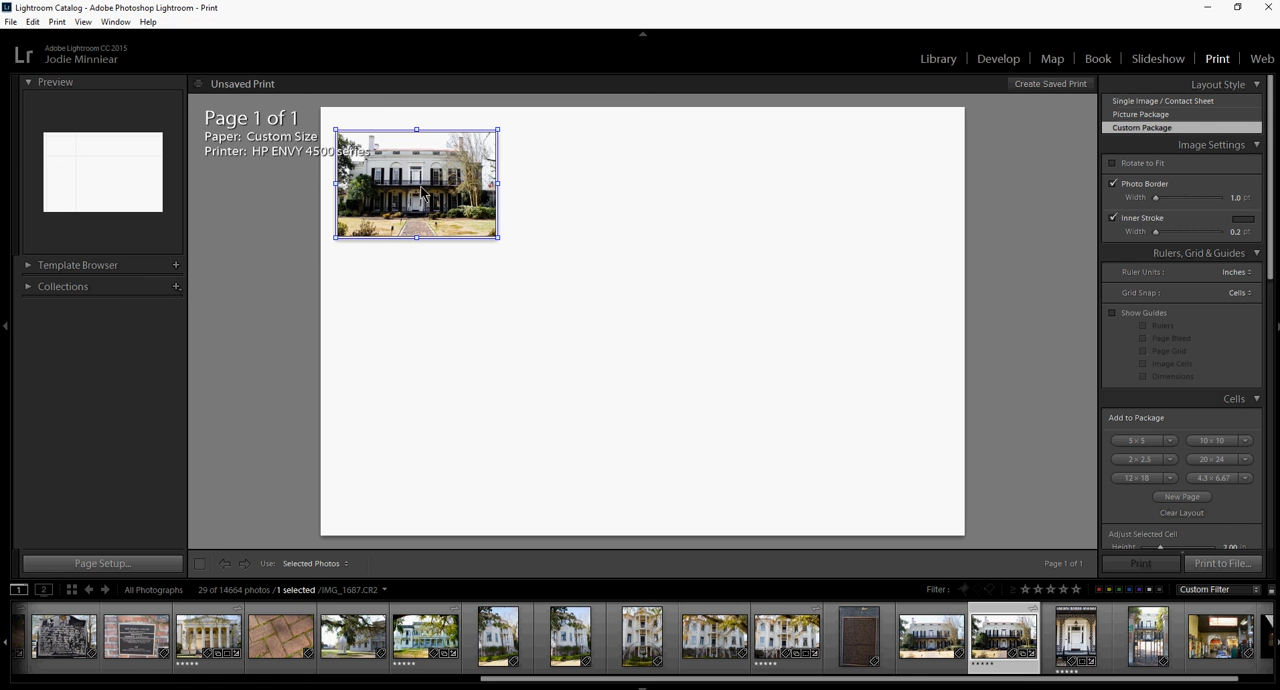 Lightroom Catalog - Adobe Photoshop Lightroom - Print
File Edit Print View Window Help
Lr
Adobe Lightroom CC 2015
Jodie Minniear
Library | Develop | Map | Book | Slideshow | Print | Web
Preview
Unsaved Print
Create Saved Print
Layout Style
Page 1 of 1
Paper: Custom Size
Printer: HP ENVY 4500 series
Single Image / Contact Sheet
Picture Package
Custom Package
Image Settings
Rotate to Fit
Photo Border
Width 1.0 pt
Inner Stroke
Width 0.2 pt
Rulers, Grid & Guides
Ruler Units : Inches
Grid Snap : Cells
Show Guides
Rulers
Page Bleed
Page Grid
Image Cells
Dimensions
Template Browser +
Collections +
Cells
Add to Package
5 × 5 10 × 10
2 × 2.5 20 × 24
12 × 18 4.3 × 6.67
New Page
Clear Layout
Adjust Selected Cell
Height 2.00 in
Page Setup...
Use: Selected Photos
Page 1 of 1
Print
Print to File...
1 2 All Photographs 29 of 14664 photos / 1 selected / IMG_1687.CR2
Filter :
Custom Filter